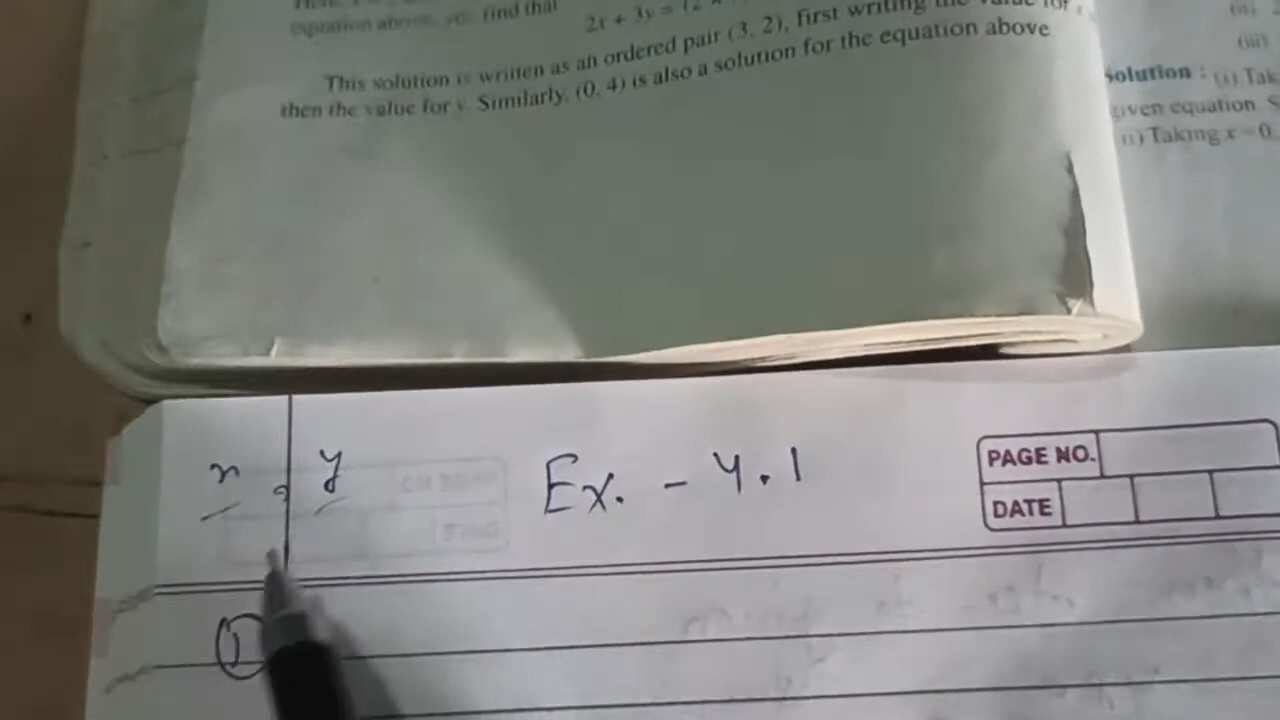 equation above, you find that
2x + 3y = (2 ×
This solution is written as an ordered pair (3, 2), first writing the value for x
then the value for y. Similarly, (0, 4) is also a solution for the equation above
Solution : (i) Tak
given equation. S
ii) Taking x = 0,
x , y
Ex. - 4.1
PAGE NO.
DATE
1